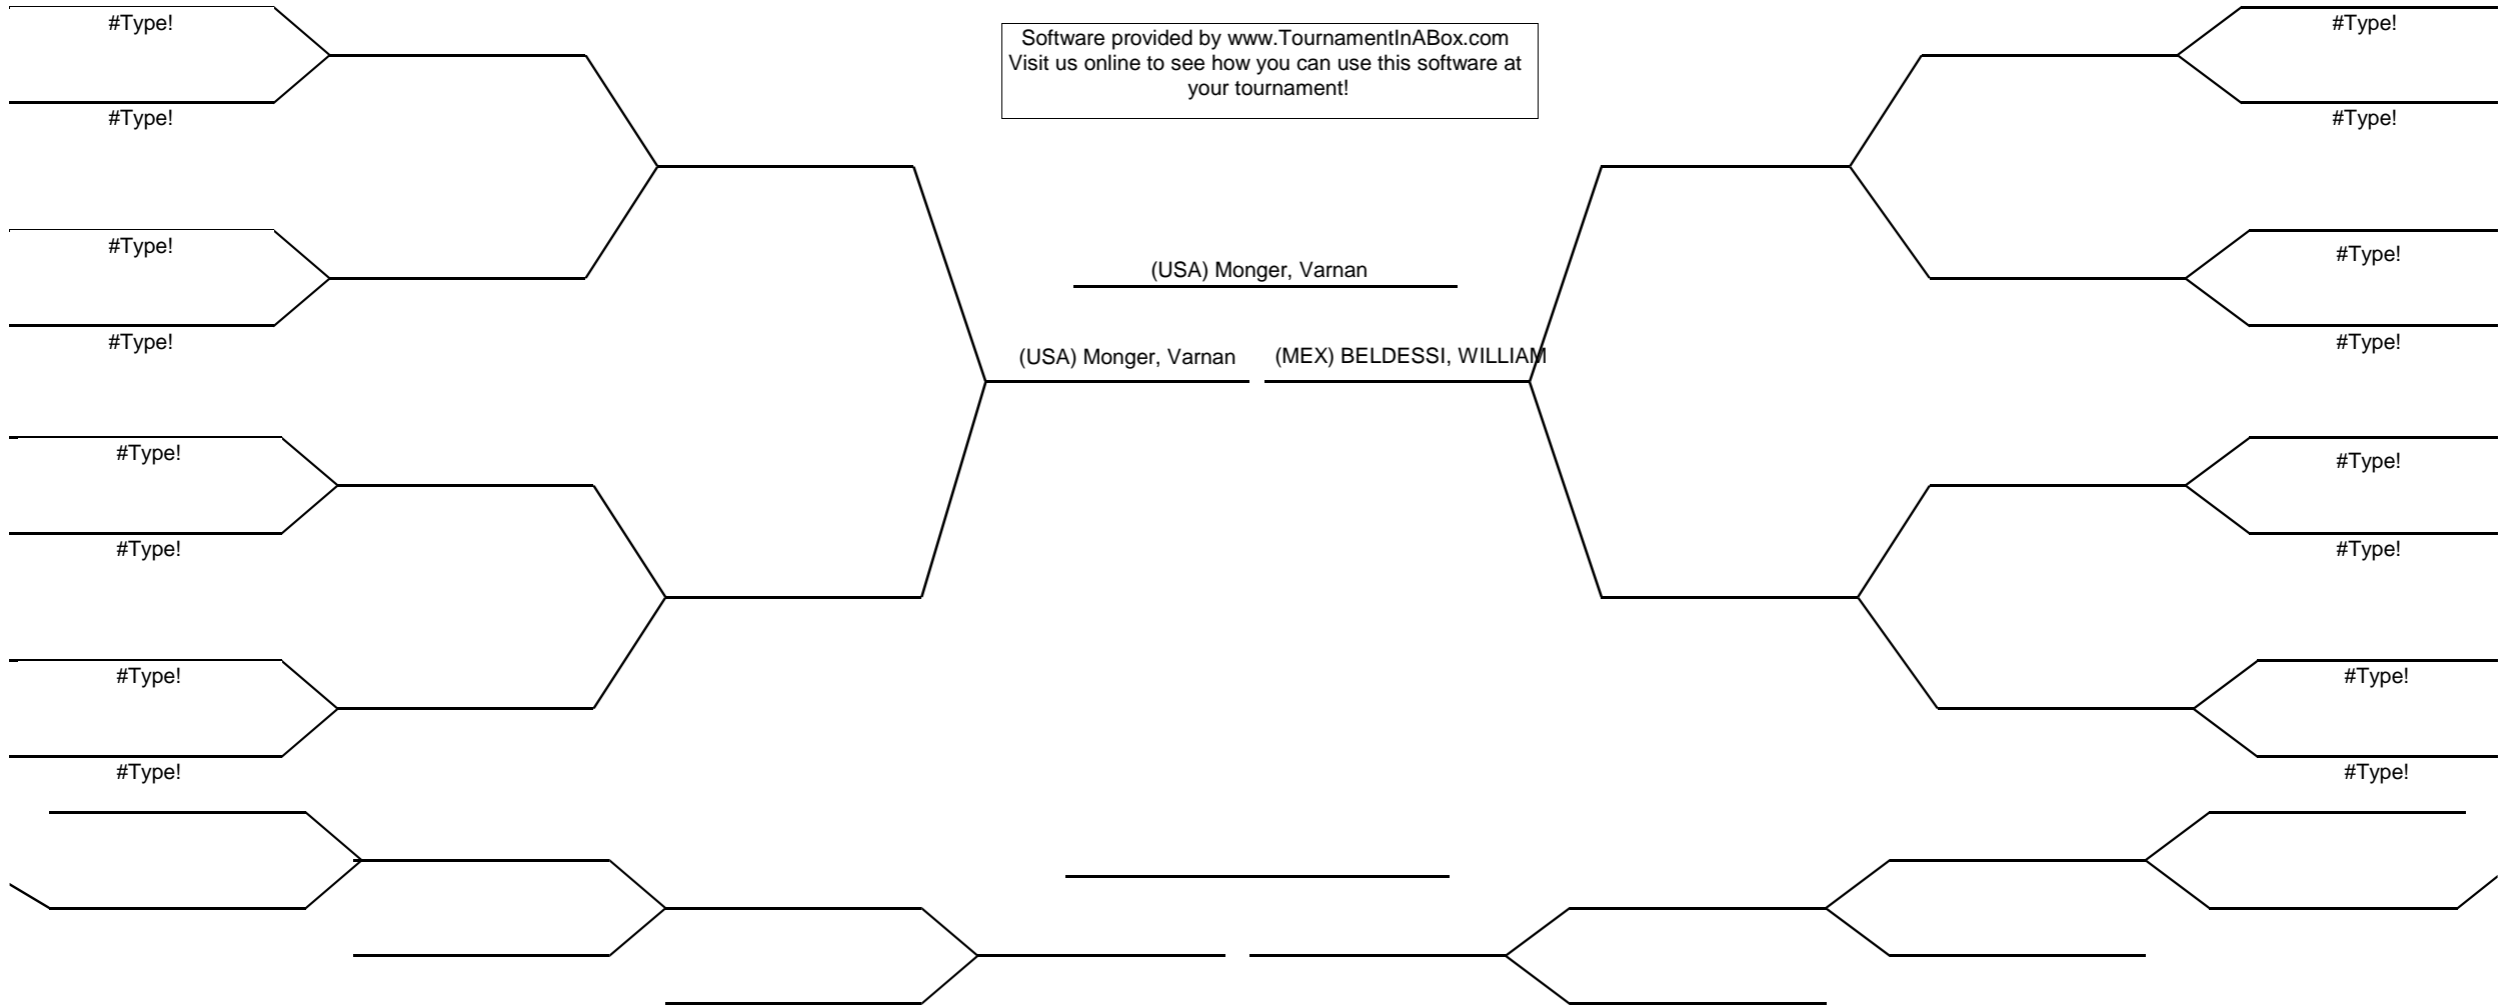 #Type!
Software provided by www.TournamentInABox.com
Visit us online to see how you can use this software at
your tournament!
#Type!
#Type!
#Type!
#Type!
(USA) Monger, Varnan
#Type!
#Type!
#Type!
(USA) Monger, Varnan
(MEX) BELDESSI, WILLIAM
#Type!
#Type!
#Type!
#Type!
#Type!
#Type!
#Type!
#Type!